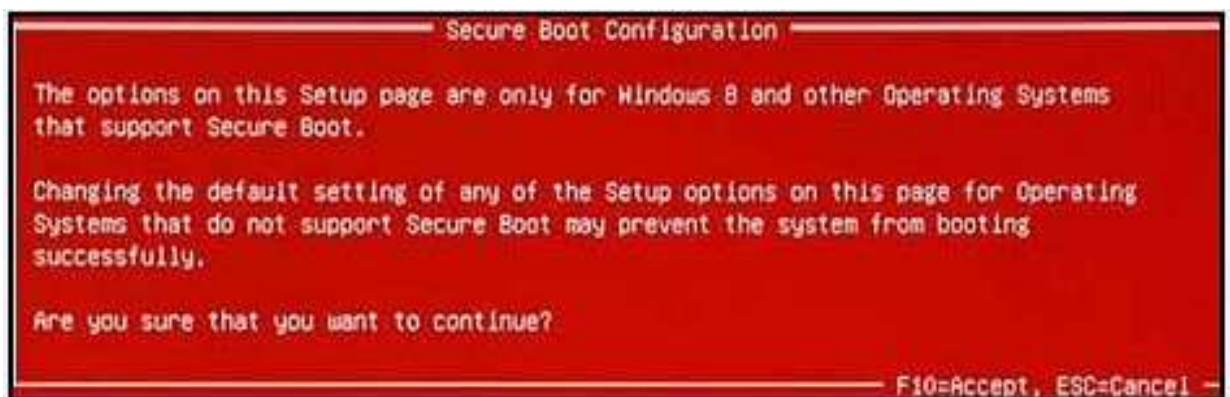 Secure Boot Configuration
The options on this Setup page are only for Windows 8 and other Operating Systems
that support Secure Boot.
Changing the default setting of any of the Setup options on this page for Operating
Systems that do not support Secure Boot may prevent the system from booting
successfully.
Are you sure that you want to continue?
F10=Accept, ESC=Cancel